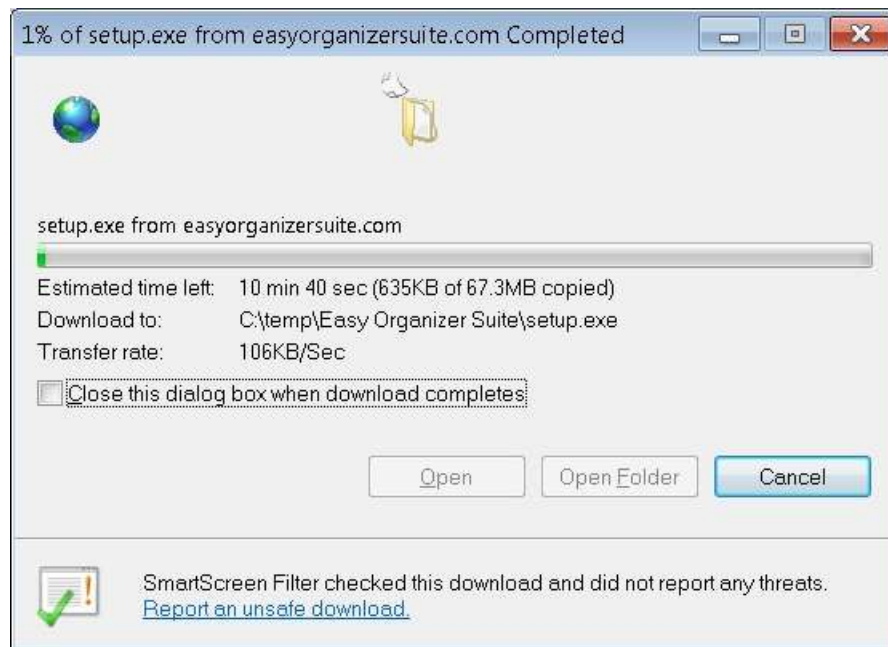 1% of setup.exe from easyorganizersuite.com Completed
setup.exe from easyorganizersuite.com
Estimated time left: 10 min 40 sec (635KB of 67.3MB copied)
Download to: C:\temp\Easy Organizer Suite\setup.exe
Transfer rate: 106KB/Sec
Close this dialog box when download completes
Open Open Folder Cancel
SmartScreen Filter checked this download and did not report any threats.
Report an unsafe download.